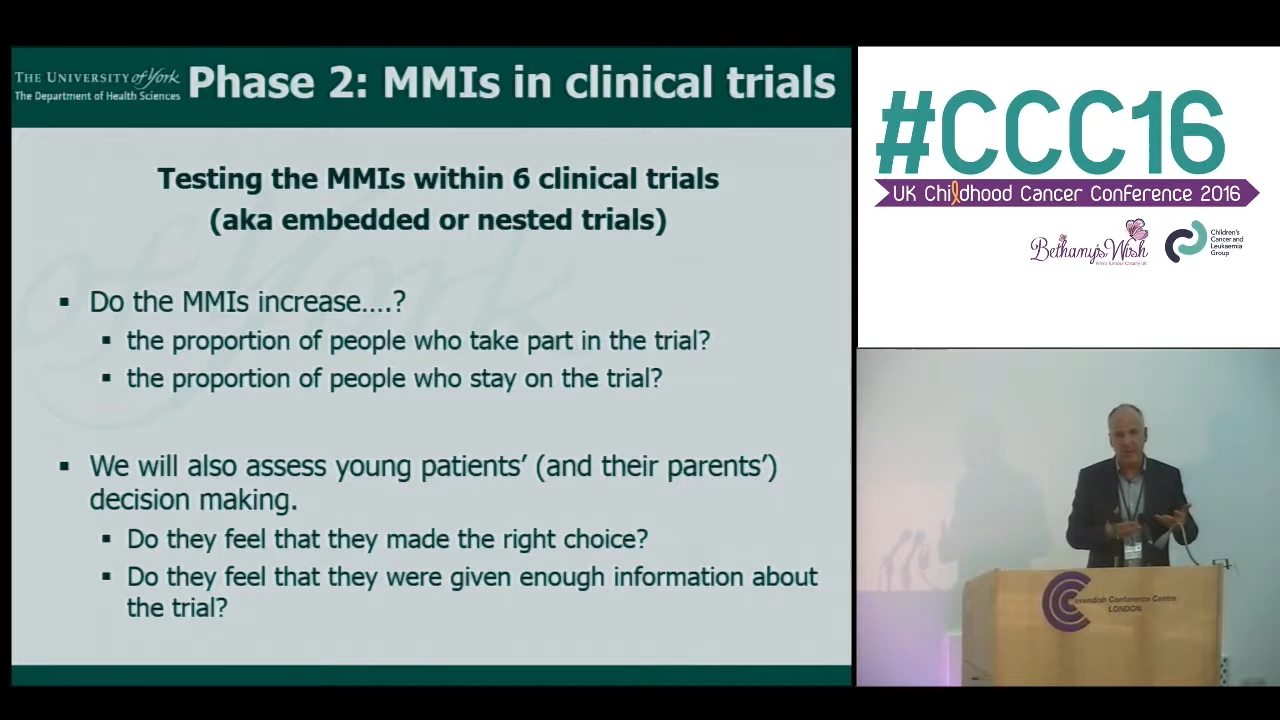 THE UNIVERSITY of York
The Department of Health Sciences
Phase 2: MMIs in clinical trials
Testing the MMIs within 6 clinical trials
(aka embedded or nested trials)
Do the MMIs increase....?
the proportion of people who take part in the trial?
the proportion of people who stay on the trial?
We will also assess young patients' (and their parents')
decision making.
Do they feel that they made the right choice?
Do they feel that they were given enough information about
the trial?
#CCC16
UK Childhood Cancer Conference 2016
Bethany's Wish
Children's
Cancer and
Leukaemia
Group
Cavendish Conference Centre
LONDON